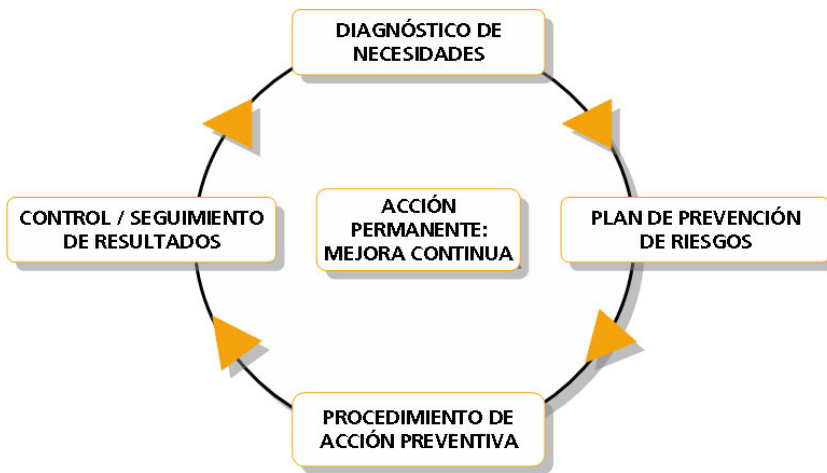 DIAGNÓSTICO DE
NECESIDADES
CONTROL / SEGUIMIENTO
DE RESULTADOS
ACCIÓN
PERMANENTE:
MEJORA CONTINUA
PLAN DE PREVENCIÓN
DE RIESGOS
PROCEDIMIENTO DE
ACCIÓN PREVENTIVA